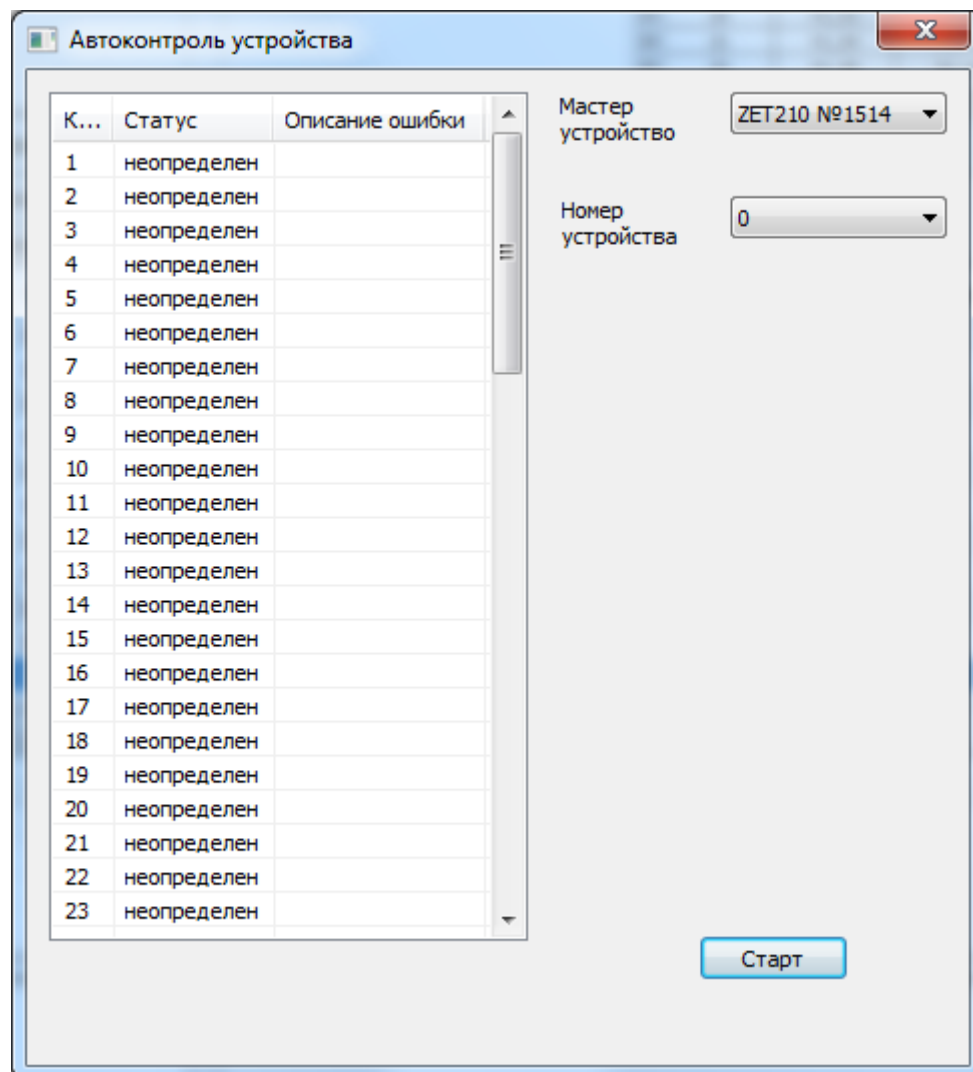 Автоконтроль устройства
К... Статус Описание ошибки
1 неопределен
2 неопределен
3 неопределен
4 неопределен
5 неопределен
6 неопределен
7 неопределен
8 неопределен
9 неопределен
10 неопределен
11 неопределен
12 неопределен
13 неопределен
14 неопределен
15 неопределен
16 неопределен
17 неопределен
18 неопределен
19 неопределен
20 неопределен
21 неопределен
22 неопределен
23 неопределен
Мастер
устройство
ZET210 №1514
Номер
устройства
0
Старт